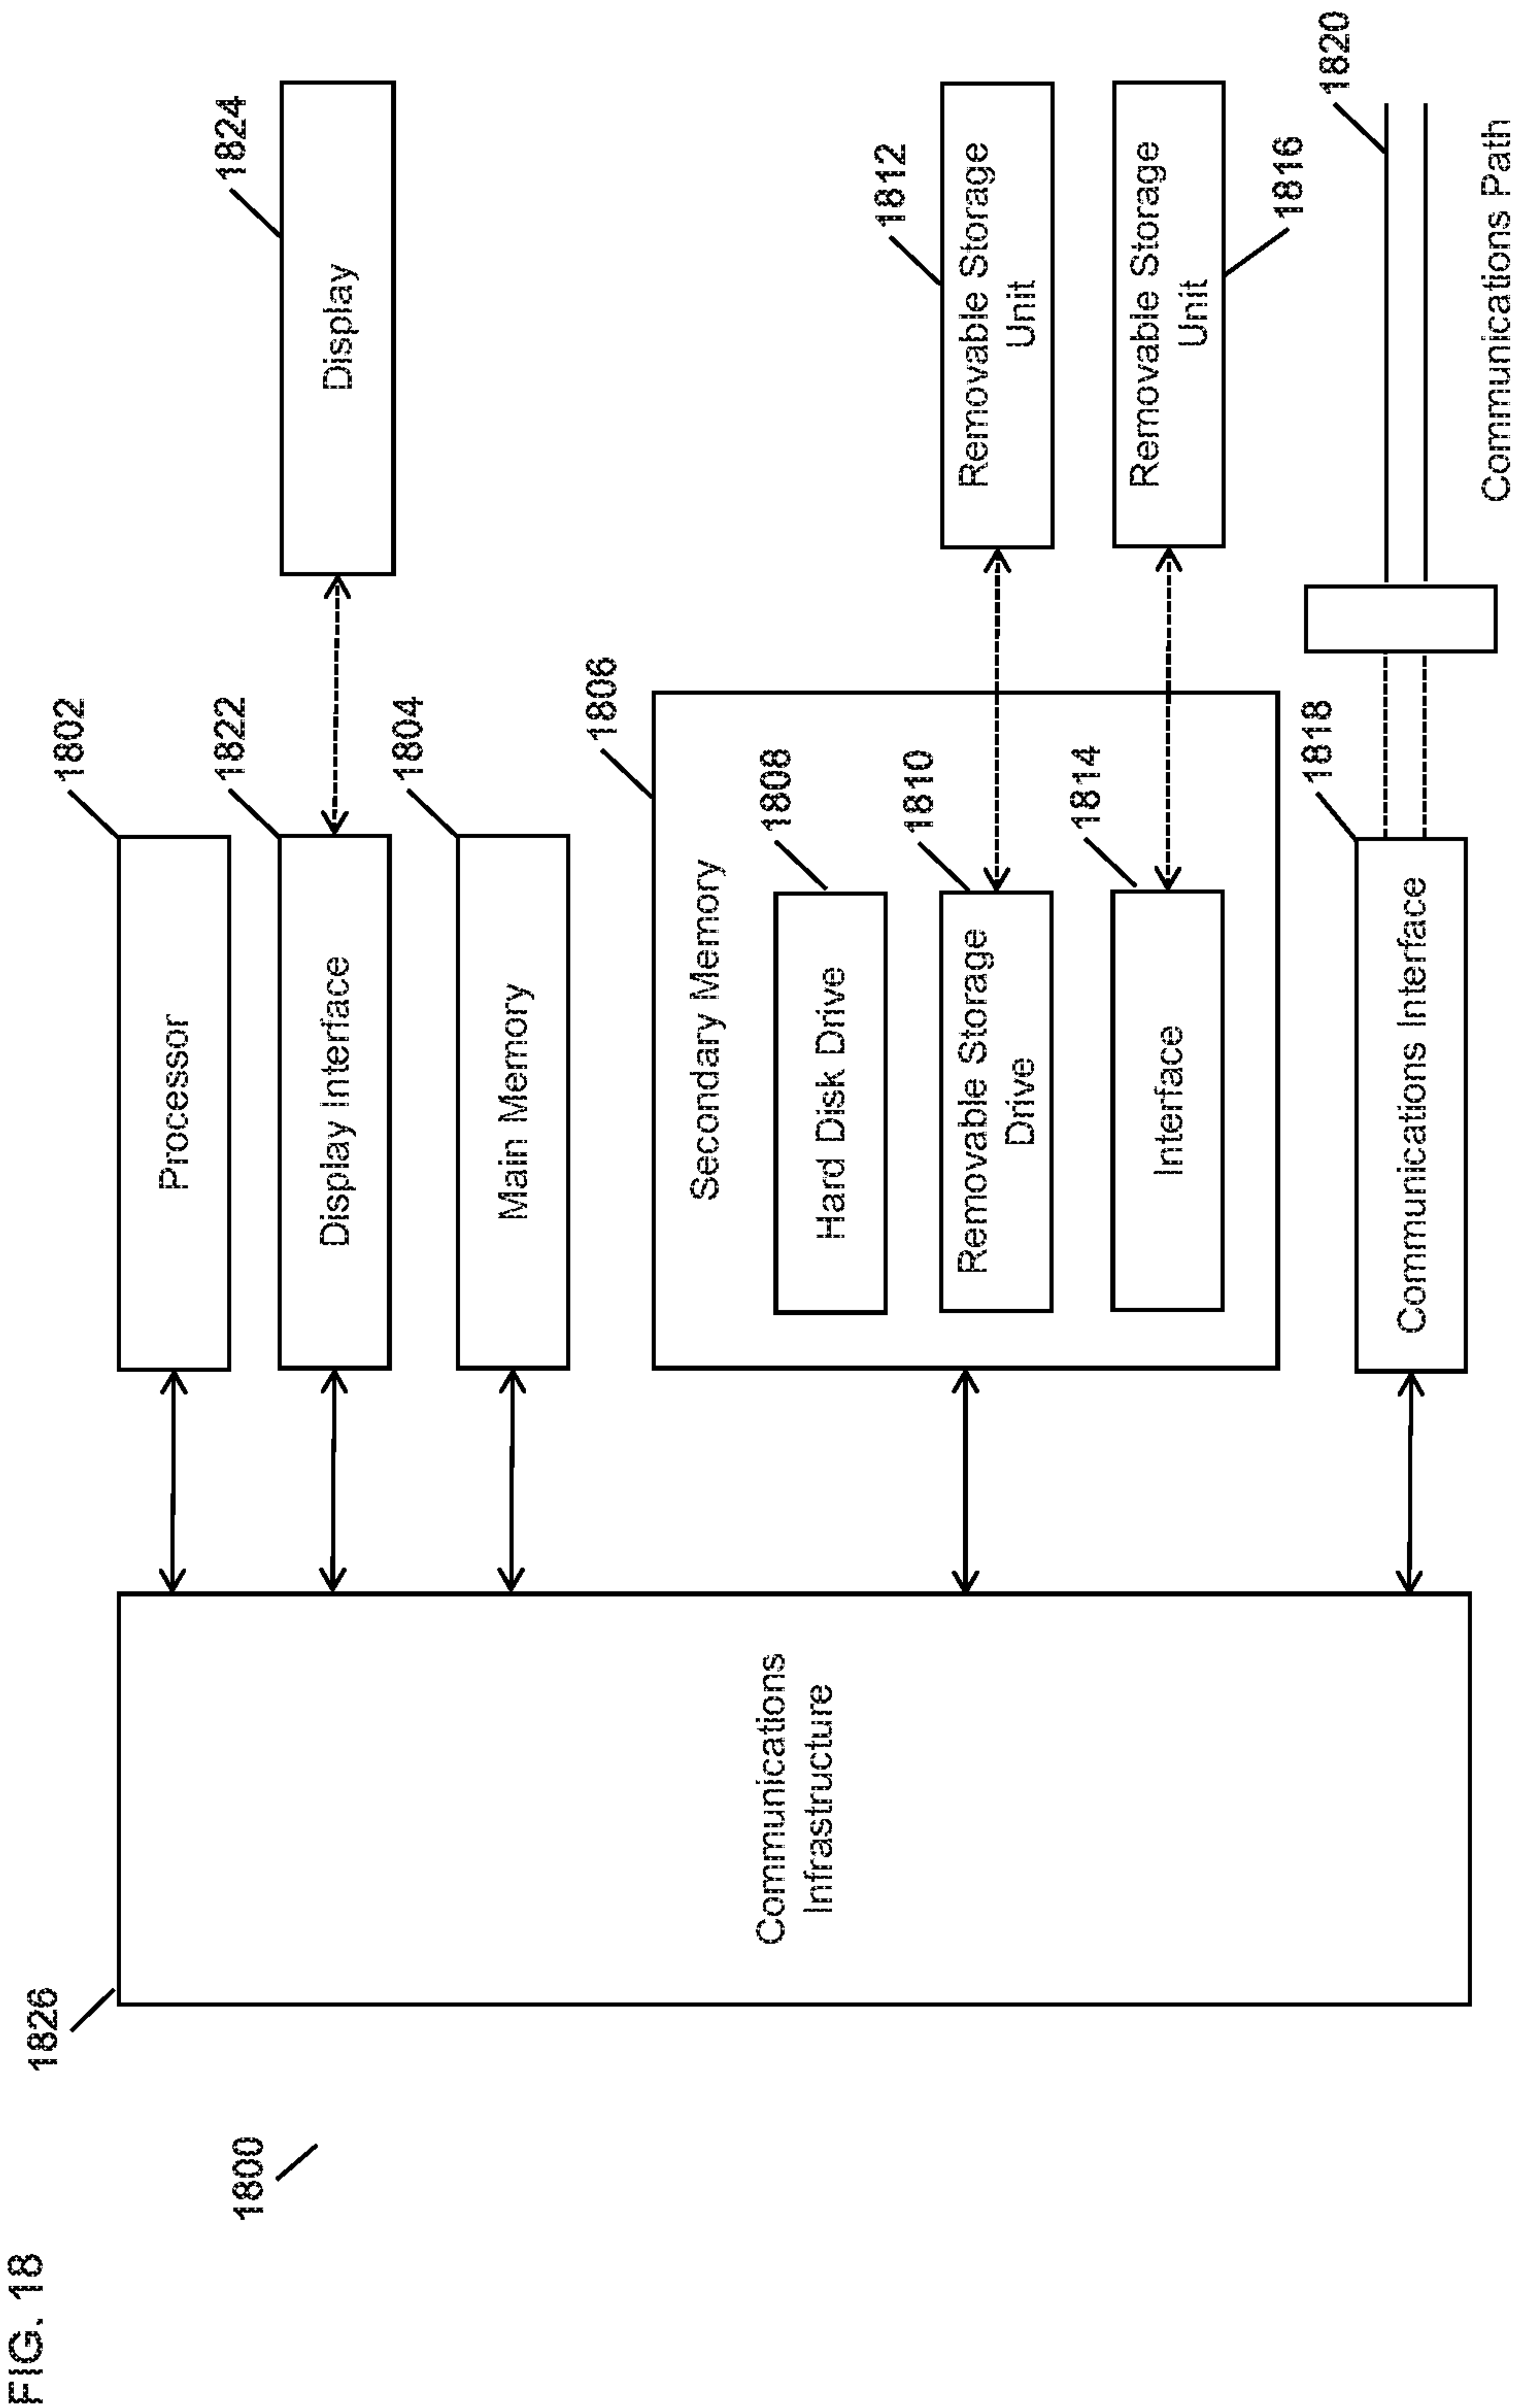 FIG. 18
1800
1826
Communications
Infrastructure
1802
Processor
1822
Display Interface
1824
Display
1804
Main Memory
1806
Secondary Memory
1808
Hard Disk Drive
1810
Removable Storage
Drive
1812
Removable Storage
Unit
1814
Interface
Removable Storage
Unit
1816
1818
Communications Interface
1820
Communications Path